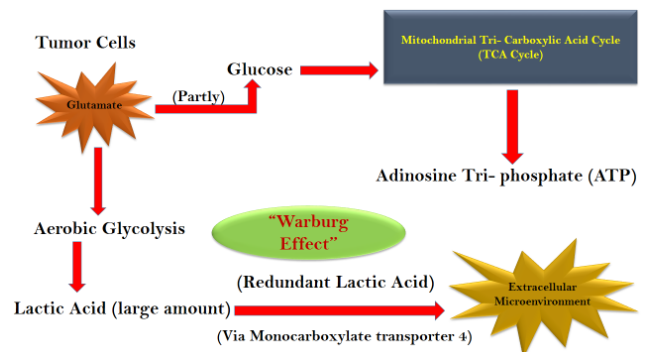 Tumor Cells
Glutamate
(Partly)
Glucose
Mitochondrial Tri- Carboxylic Acid Cycle
(TCA Cycle)
Adinosine Tri- phosphate (ATP)
Aerobic Glycolysis
“Warburg
Effect”
Lactic Acid (large amount)
(Redundant Lactic Acid)
(Via Monocarboxylate transporter 4)
Extracellular
Microenvironment